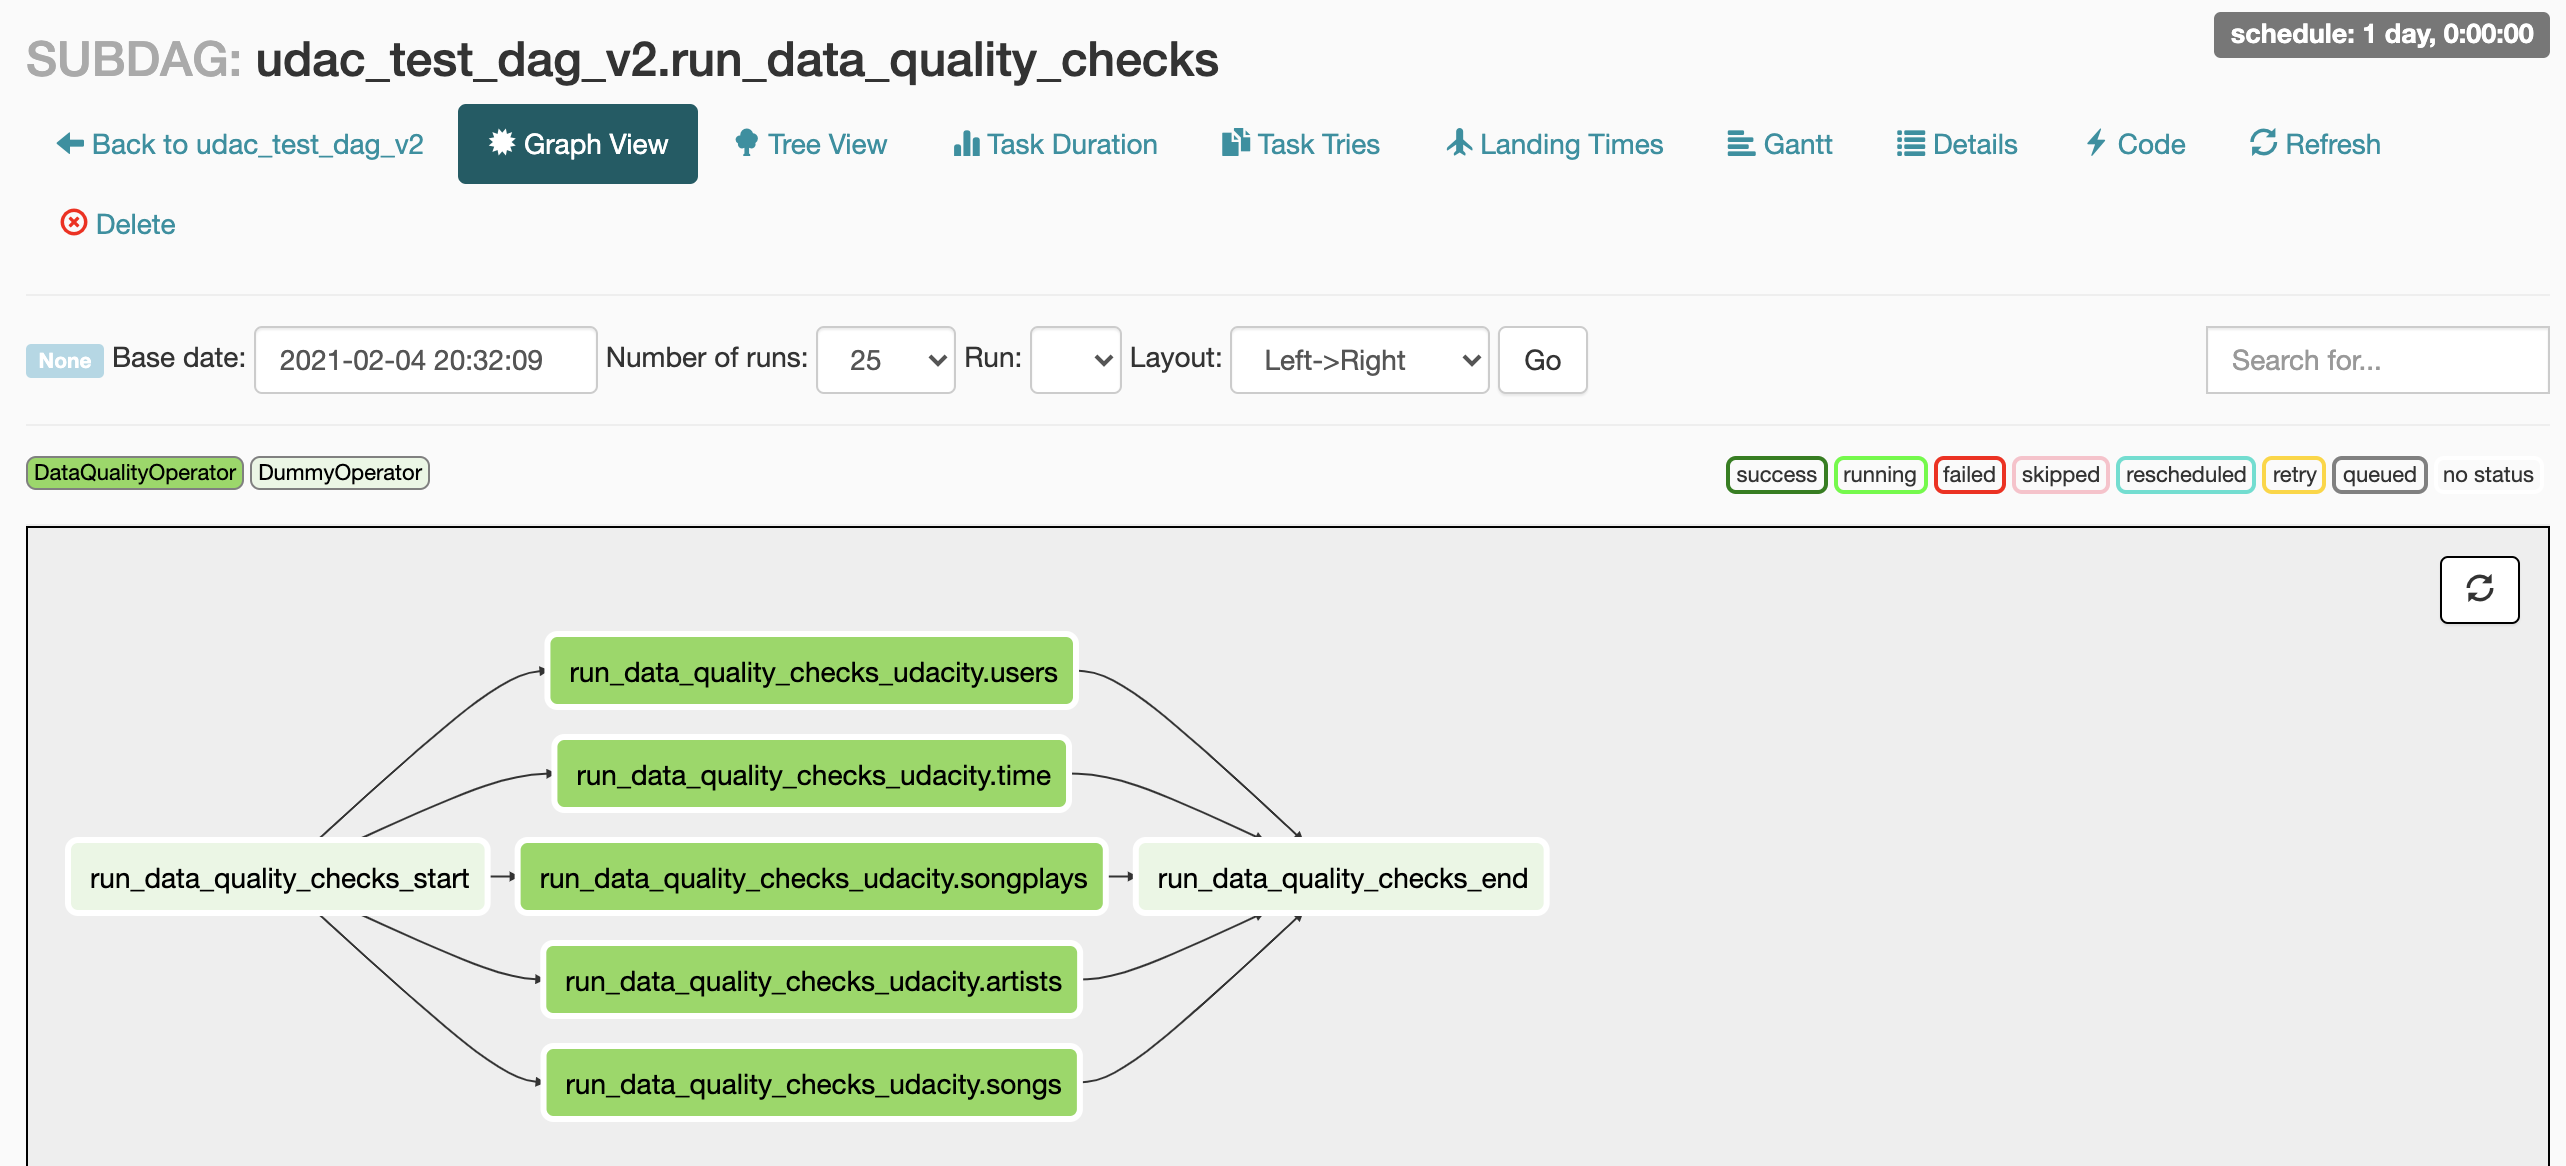 schedule: 1 day, 0:00:00
SUBDAG: udac_test_dag_v2.run_data_quality_checks
Back to udac_test_dag_v2 Graph View Tree View Task Duration Task Tries Landing Times Gantt Details Code Refresh
Delete
None Base date: 2021-02-04 20:32:09 Number of runs: 25 Run: Layout: Left->Right Go Search for...
DataQualityOperator DummyOperator success running failed skipped rescheduled retry queued no status
run_data_quality_checks_udacity.users
run_data_quality_checks_udacity.time
run_data_quality_checks_start run_data_quality_checks_udacity.songplays run_data_quality_checks_end
run_data_quality_checks_udacity.artists
run_data_quality_checks_udacity.songs